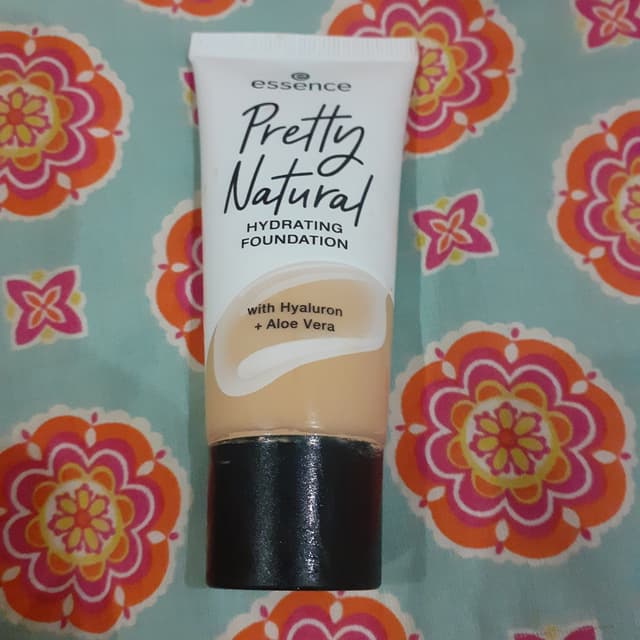 essence
Pretty
Natural
HYDRATING
FOUNDATION
with Hyaluron
+ Aloe Vera